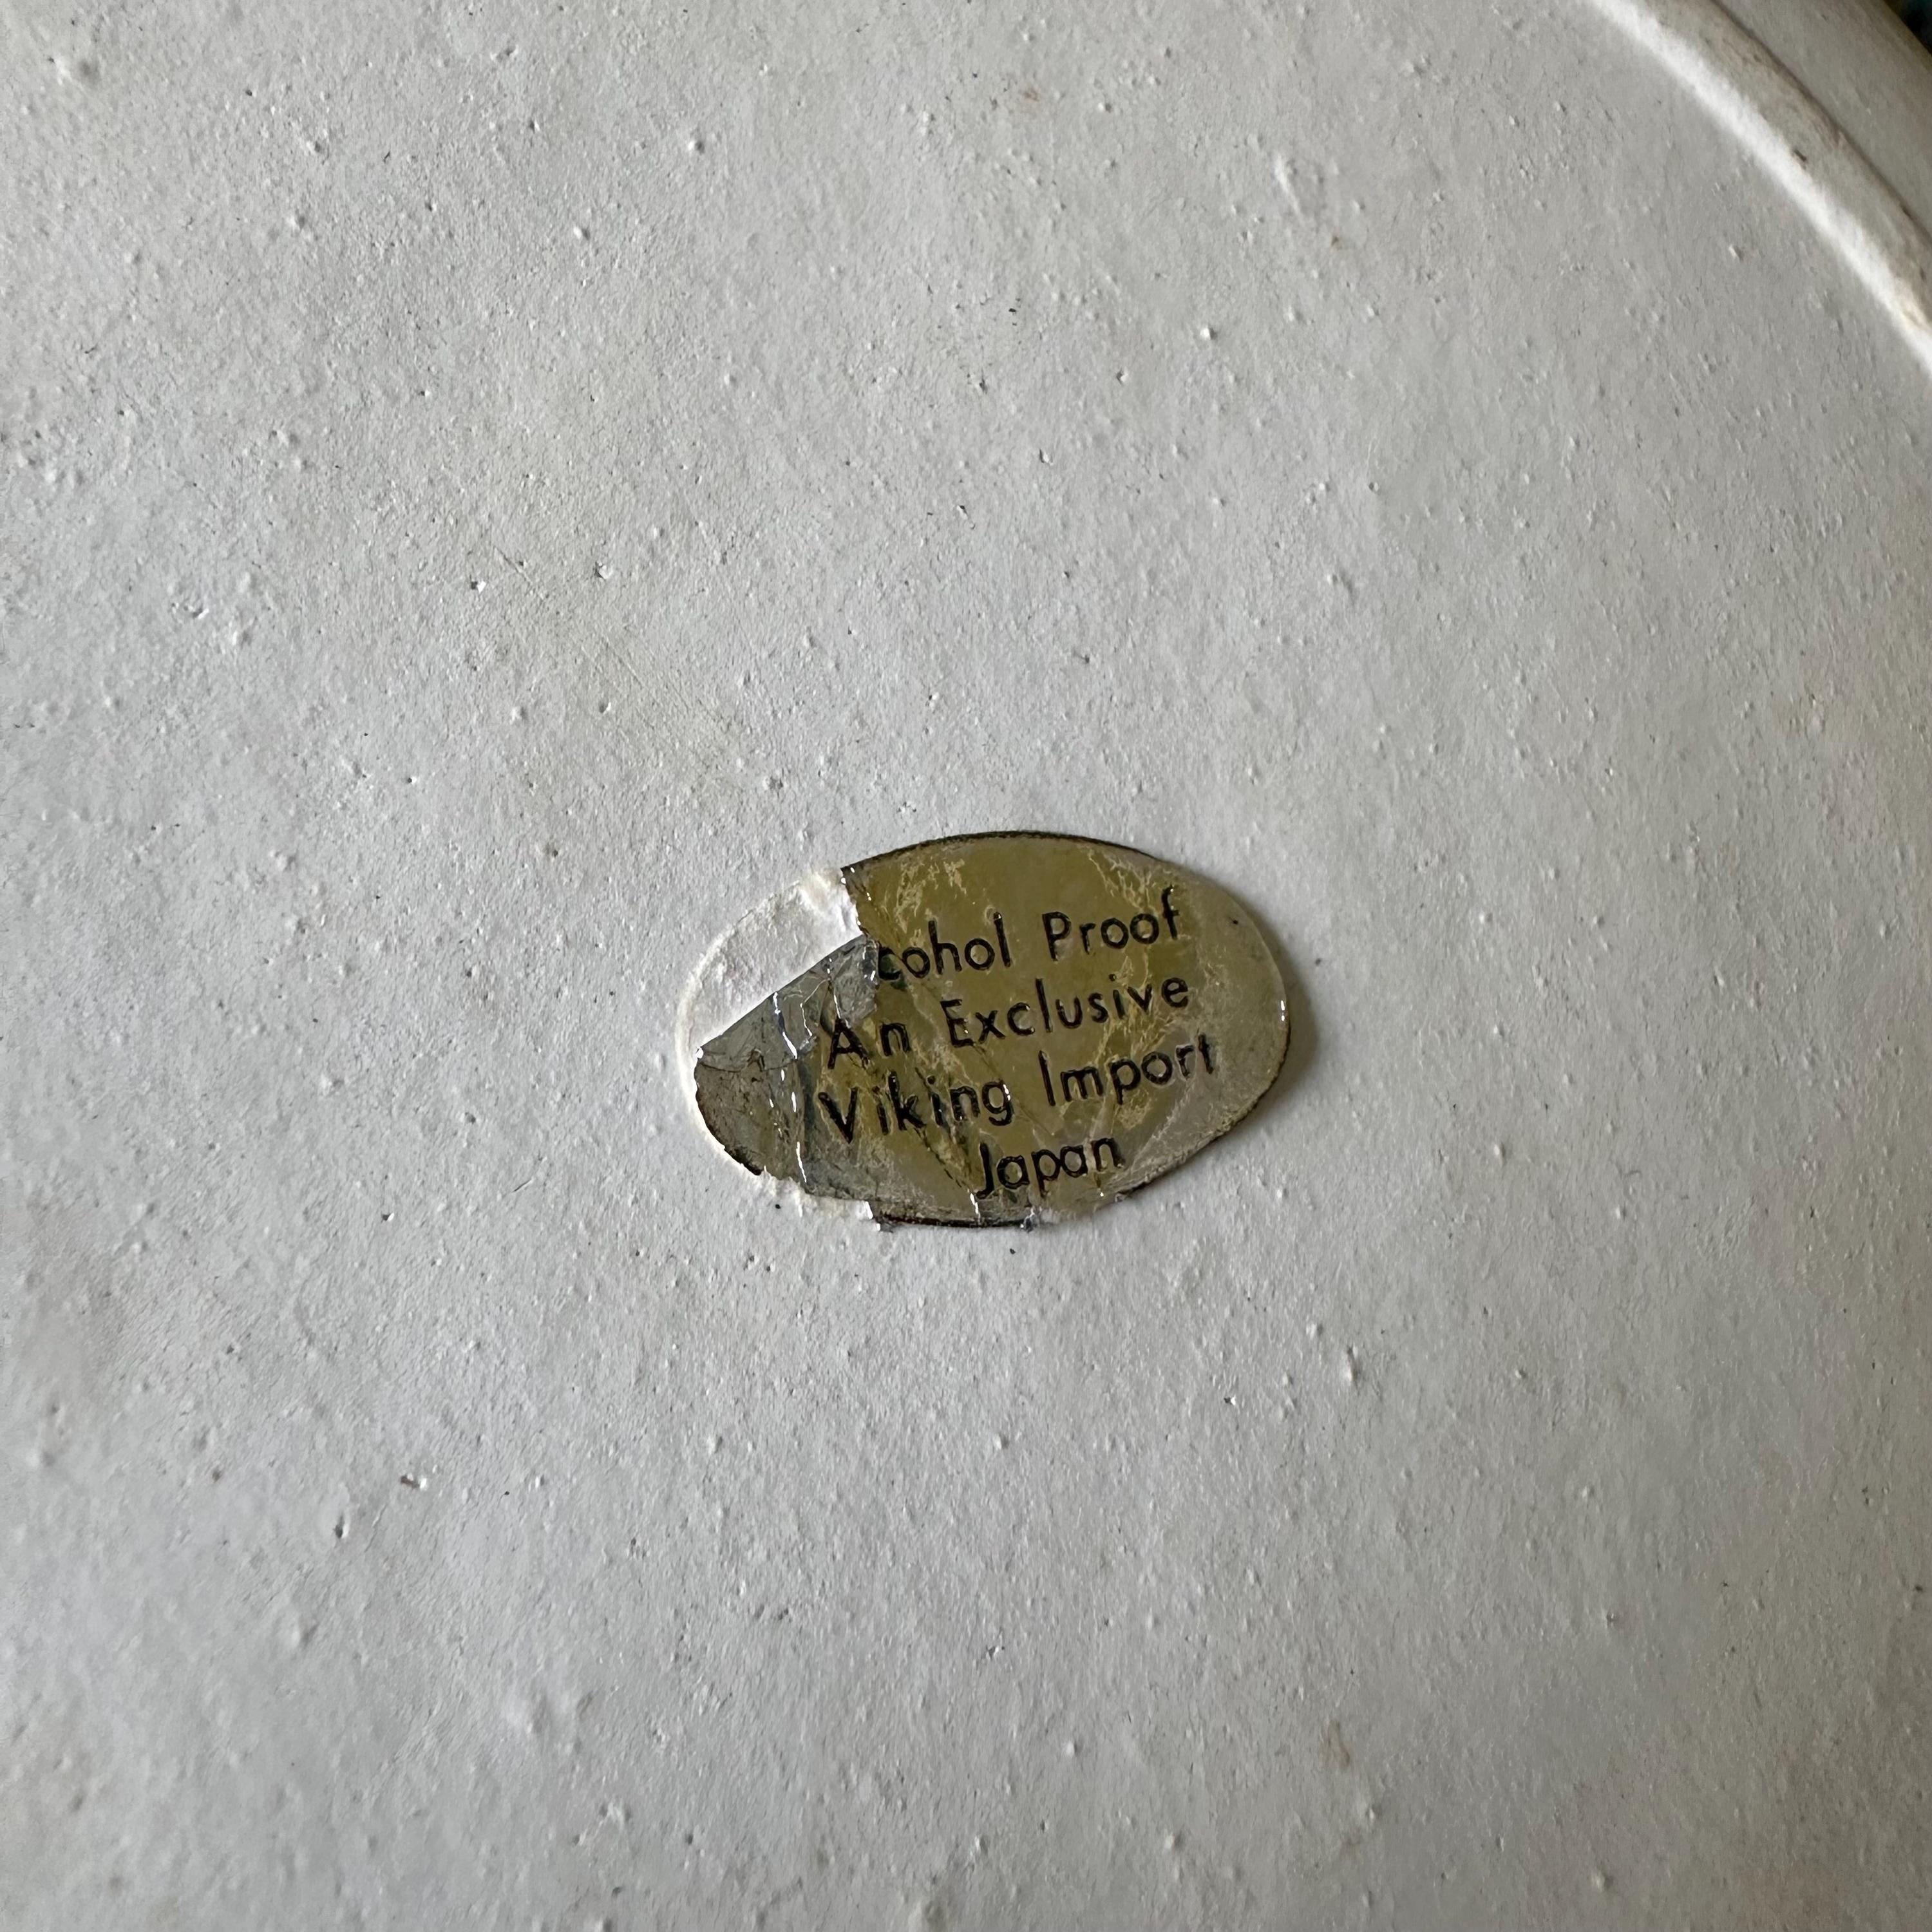 cohol Proof
An Exclusive
Viking Import
Japan